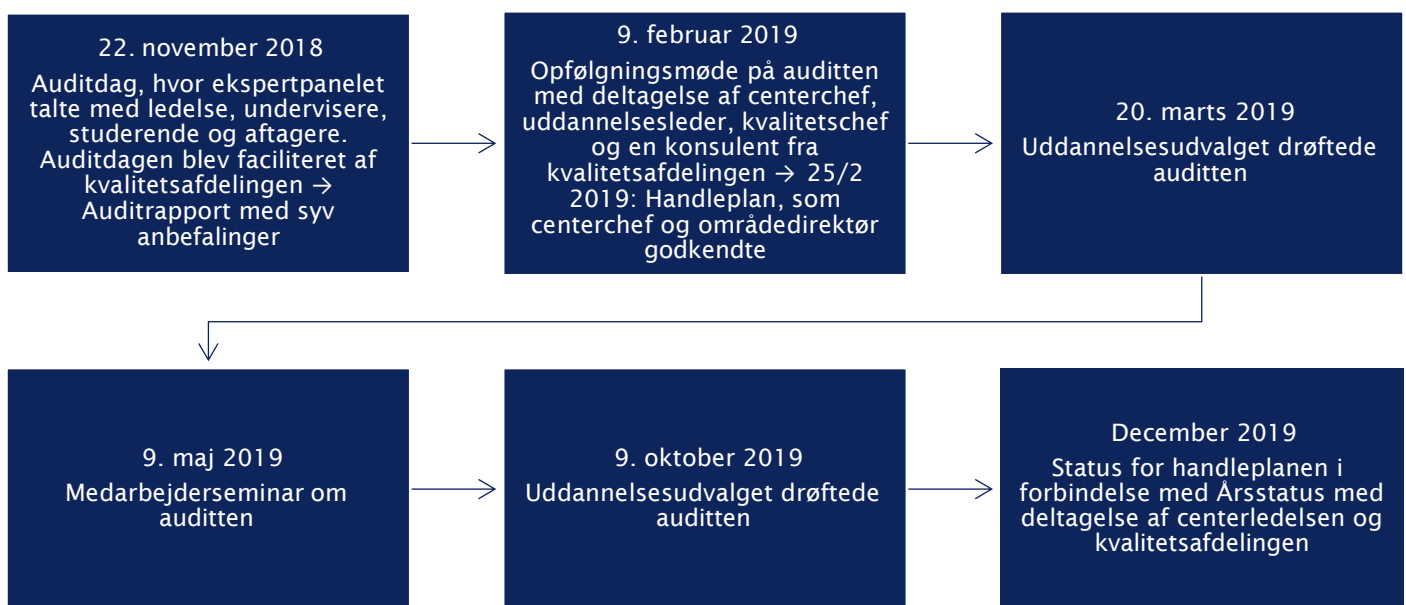 22. november 2018
Auditdag, hvor ekspertpanelet
talte med ledelse, undervisere,
studerende og aftagere.
Auditdagen blev faciliteret af
kvalitetsafdelingen →
Auditrapport med syv
anbefalinger
9. februar 2019
Opfølgningsmøde på auditten
med deltagelse af centerchef,
uddannelsesleder, kvalitetschef
og en konsulent fra
kvalitetsafdelingen → 25/2
2019: Handleplan, som
centerchef og områdedirektør
godkendte
20. marts 2019
Uddannelsesudvalget drøftede
auditten
9. maj 2019
Medarbejderseminar om
auditten
9. oktober 2019
Uddannelsesudvalget drøftede
auditten
December 2019
Status for handleplanen i
forbindelse med Årsstatus med
deltagelse af centerledelsen og
kvalitetsafdelingen